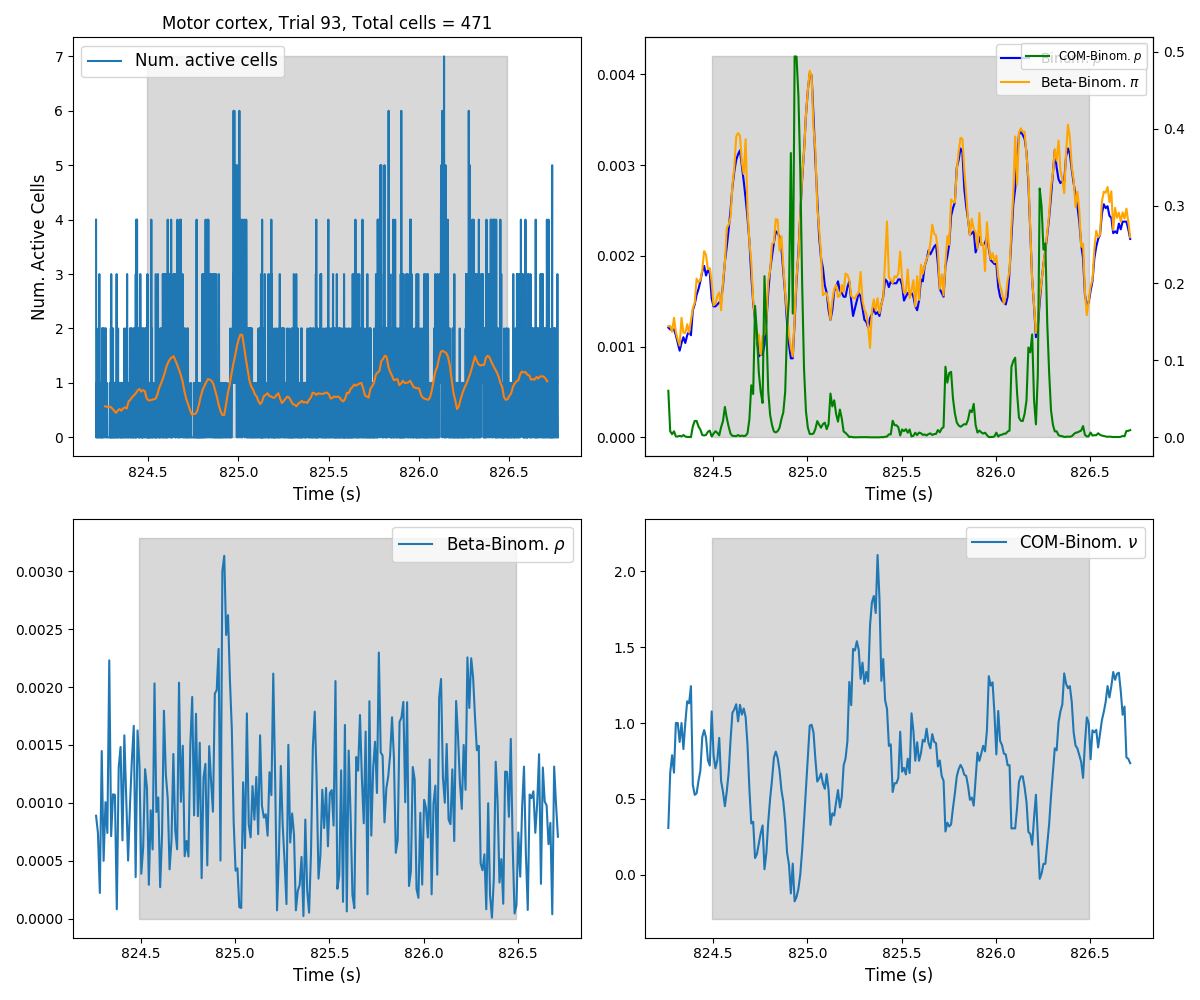 Motor cortex, Trial 93, Total cells = 471
Num. active cells
Num. Active Cells
7
6
5
4
3
2
1
0
824.5 825.0 825.5 826.0 826.5
Time (s)
COM-Binom. p
Beta-Binom. π
0.004
0.003
0.002
0.001
0.000
0.5
0.4
0.3
0.2
0.1
0.0
824.5 825.0 825.5 826.0 826.5
Time (s)
Beta-Binom. ρ
0.0030
0.0025
0.0020
0.0015
0.0010
0.0005
0.0000
824.5 825.0 825.5 826.0 826.5
Time (s)
COM-Binom. ν
2.0
1.5
1.0
0.5
0.0
824.5 825.0 825.5 826.0 826.5
Time (s)